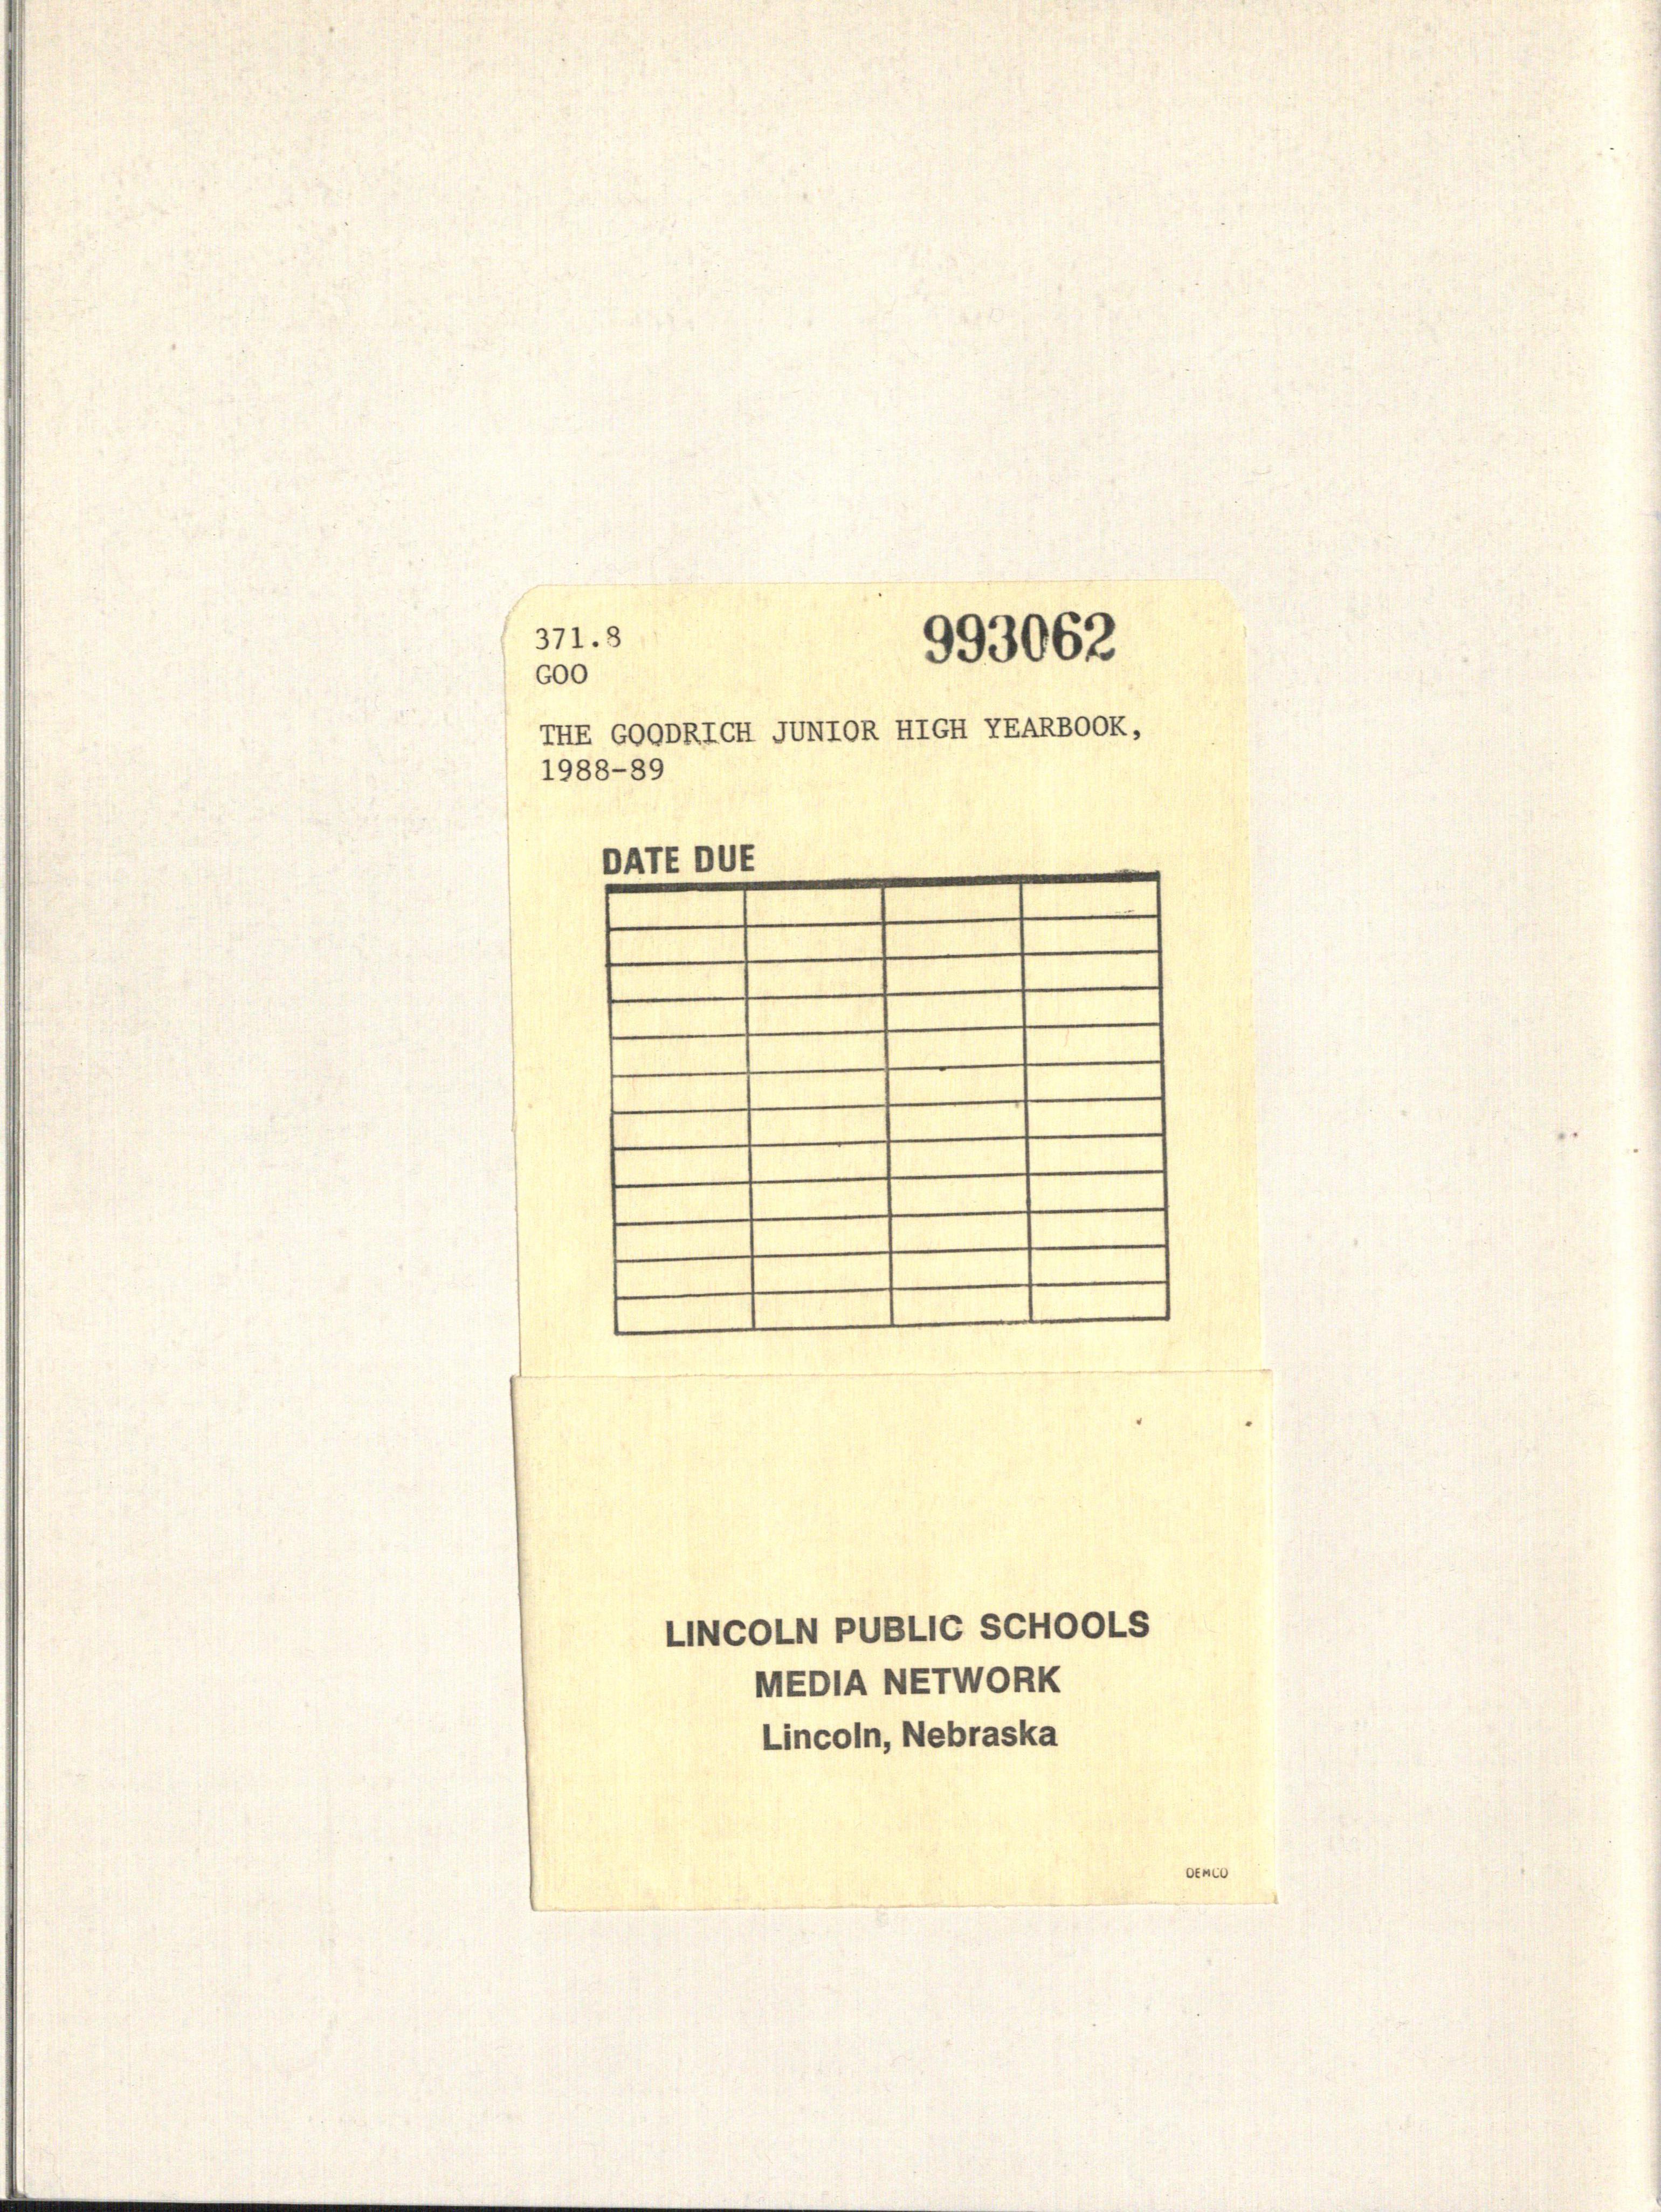 371.8
993062
GOO
THE GOODRICH JUNIOR HIGH YEARBOOK,
1988-89
DATE DUE
LINCOLN PUBLIC SCHOOLS
MEDIA NETWORK
Lincoln, Nebraska
DEMCO